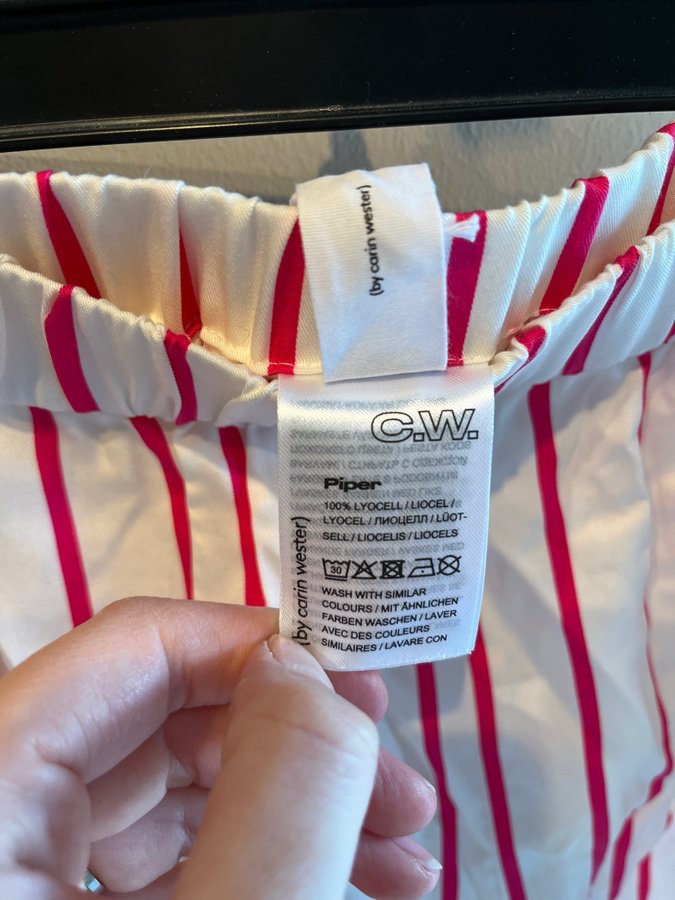 (by carin wester)
C.W.
Piper
100% LYOCELL / LIOCEL /
LYOCEL / ЛИОЦЕЛЛ / LÜOT-
SELL / LIOCELIS / LIOCELS
30
WASH WITH SIMILAR
COLOURS / MIT ÄHNLICHEN
FARBEN WASCHEN / LAVER
AVEC DES COULEURS
SIMILAIRES / LAVARE CON
(by carin wester)